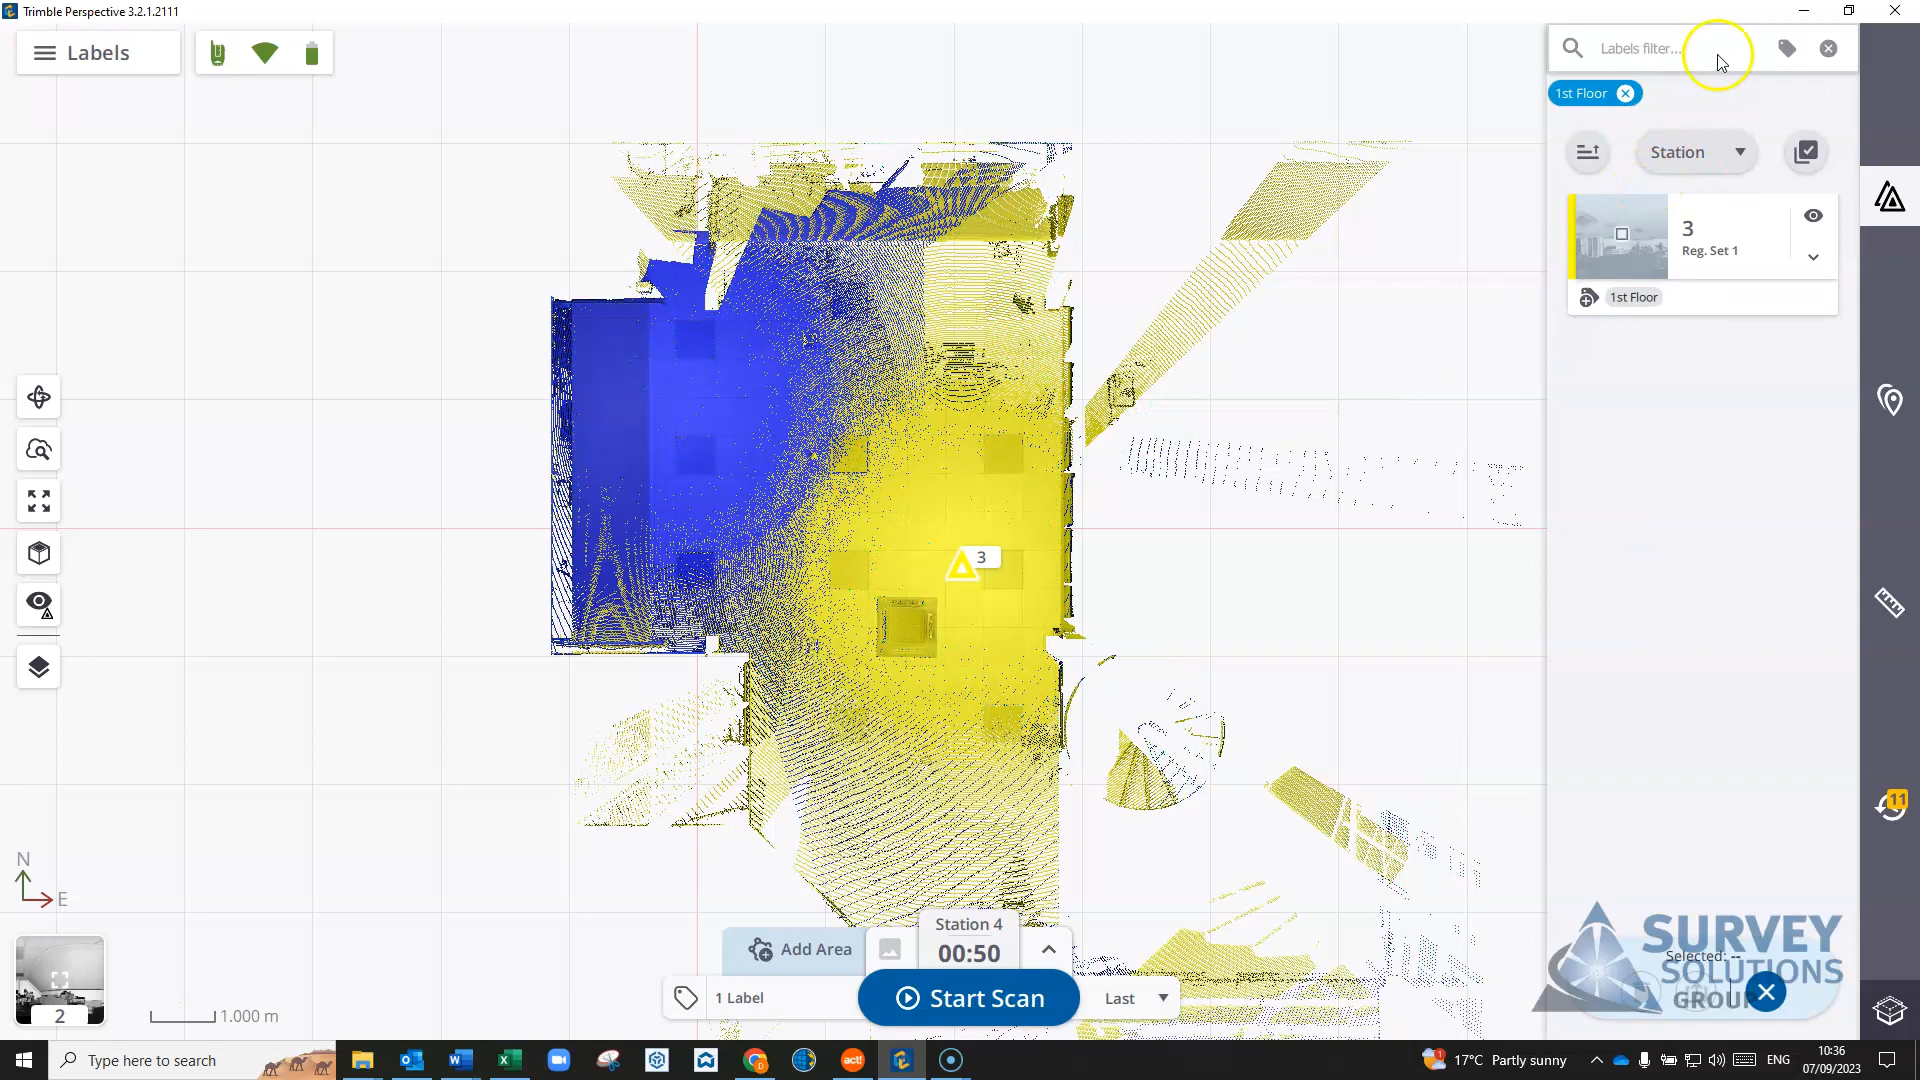 Trimble Perspective 3.2.1.2111
Labels
Labels filter...
1st Floor
Station
3
Reg. Set 1
1st Floor
3
N
E
2
1.000 m
Add Area
Station 4
00:50
1 Label
Start Scan
Last
11
SURVEY
SOLUTIONS
GROUP
Selected: --
Type here to search
act!
1
17°C Partly sunny
ENG
10:36
07/09/2023